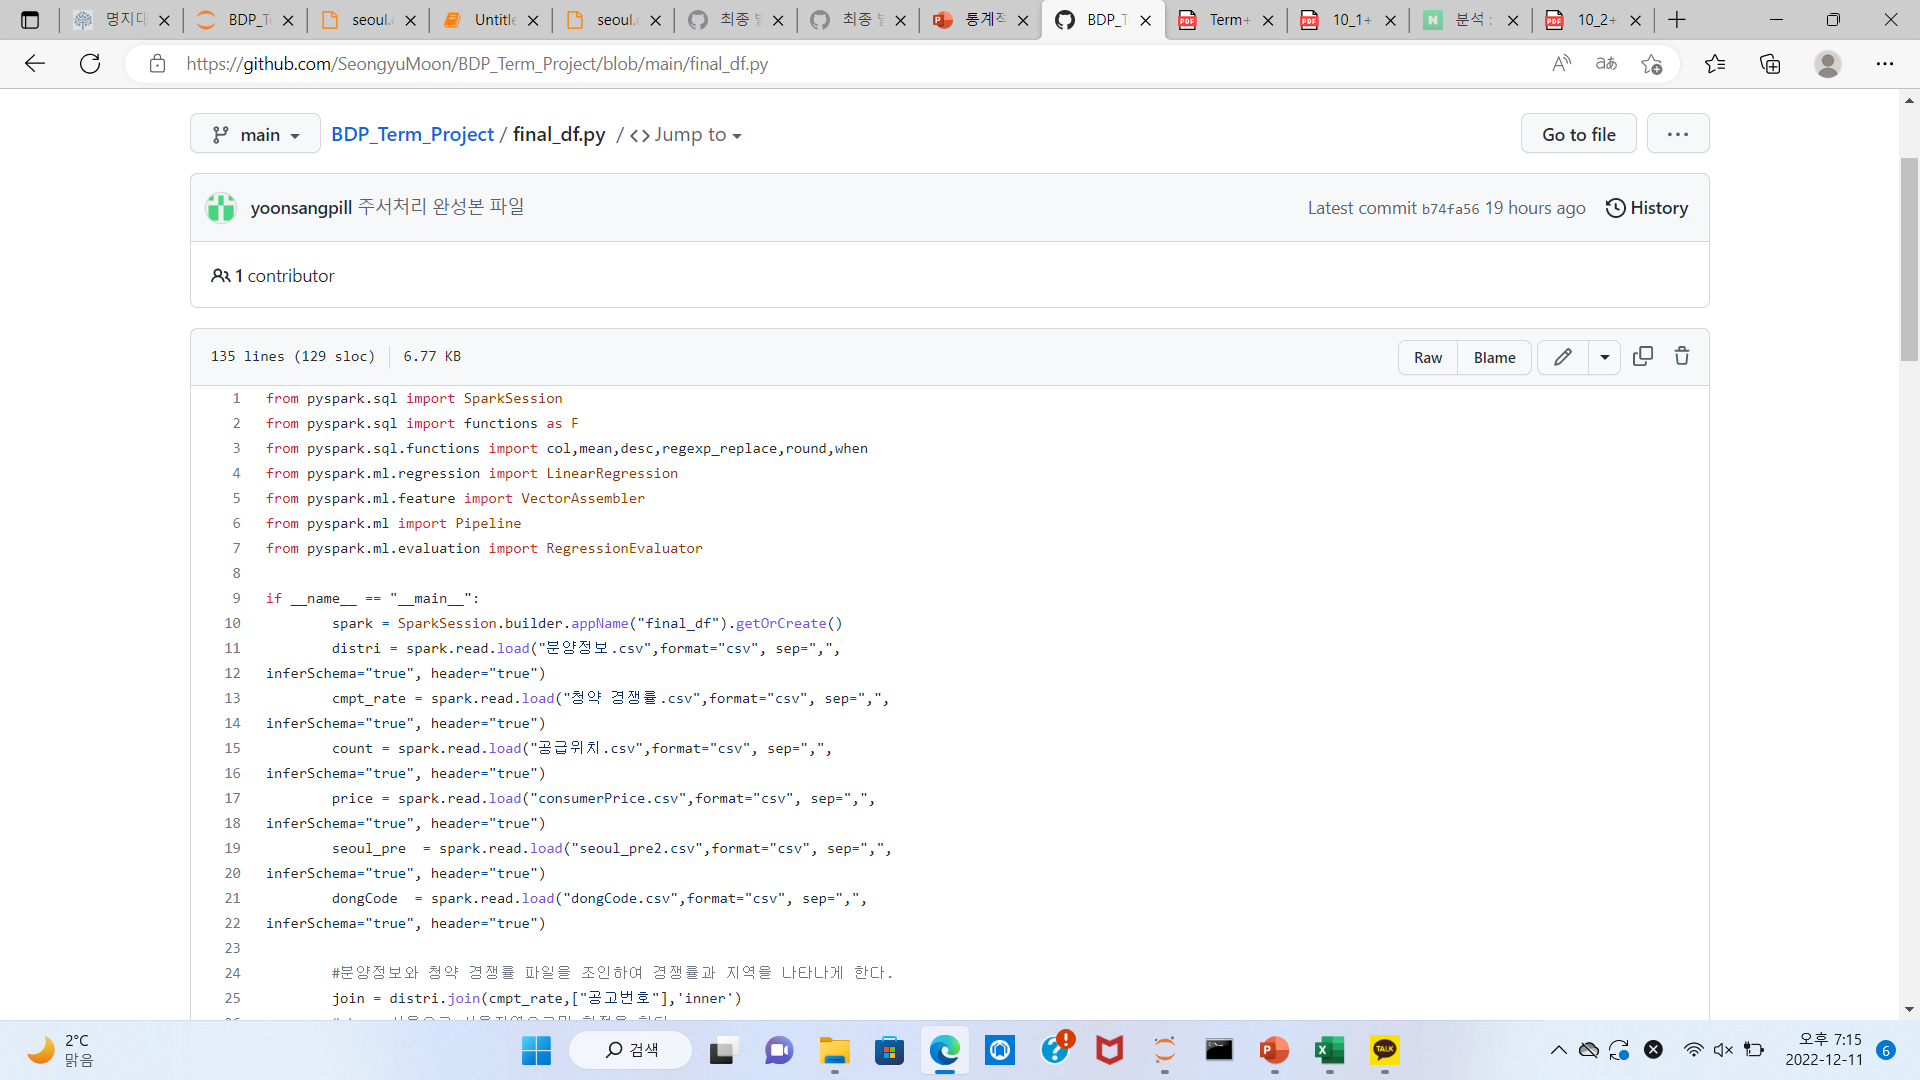 명지대
BDP_T
seoul.
Untitle
seoul.
최종
최종
통계적
BDP_T
Term+
10_1+
분석
10_2+
https://github.com/SeongyuMoon/BDP_Term_Project/blob/main/final_df.py
main
BDP_Term_Project / final_df.py / <> Jump to
Go to file
...
yoonsangpill 주서처리 완성본 파일
Latest commit b74fa56 19 hours ago
History
1 contributor
135 lines (129 sloc) 6.77 KB
Raw
Blame
1 from pyspark.sql import SparkSession
2 from pyspark.sql import functions as F
3 from pyspark.sql.functions import col,mean,desc,regexp_replace,round,when
4 from pyspark.ml.regression import LinearRegression
5 from pyspark.ml.feature import VectorAssembler
6 from pyspark.ml import Pipeline
7 from pyspark.ml.evaluation import RegressionEvaluator
8
9 if __name__ == "__main__":
10 spark = SparkSession.builder.appName("final_df").getOrCreate()
11 distri = spark.read.load("분양정보.csv",format="csv", sep=",",
12 inferSchema="true", header="true")
13 cmpt_rate = spark.read.load("청약 경쟁률.csv",format="csv", sep=",",
14 inferSchema="true", header="true")
15 count = spark.read.load("공급위치.csv",format="csv", sep=",",
16 inferSchema="true", header="true")
17 price = spark.read.load("consumerPrice.csv",format="csv", sep=",",
18 inferSchema="true", header="true")
19 seoul_pre  = spark.read.load("seoul_pre2.csv",format="csv", sep=",",
20 inferSchema="true", header="true")
21 dongCode  = spark.read.load("dongCode.csv",format="csv", sep=",",
22 inferSchema="true", header="true")
23
24 #분양정보와 청약 경쟁률 파일을 조인하여 경쟁률과 지역을 나타나게 한다.
25 join = distri.join(cmpt_rate,["공고번호"],'inner')
2°C
맑음
검색
TALK
오후 7:15
2022-12-11
6